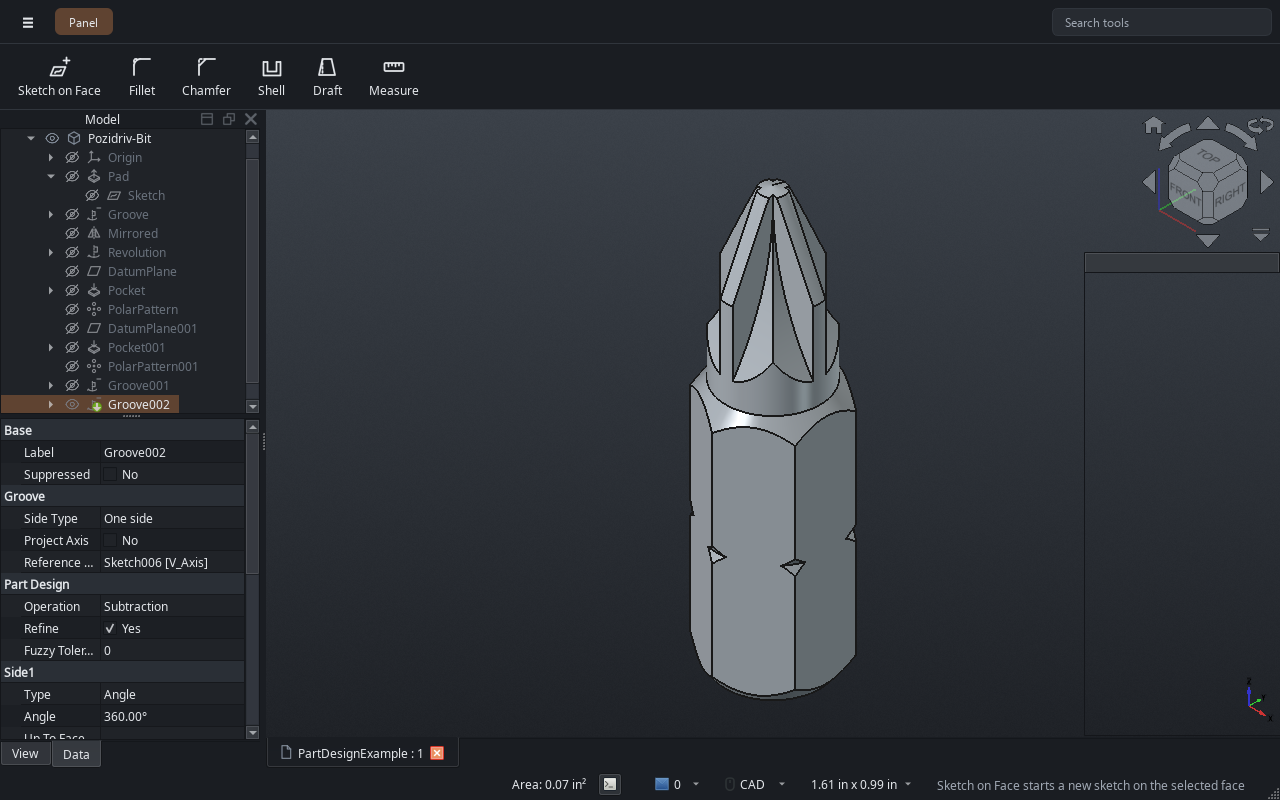 Panel
Search tools
Sketch on Face
Fillet
Chamfer
Shell
Draft
Measure
Model
Pozidriv-Bit
Origin
Pad
Sketch
Groove
Mirrored
Revolution
DatumPlane
Pocket
PolarPattern
DatumPlane001
Pocket001
PolarPattern001
Groove001
Groove002
Base
Label Groove002
Suppressed No
Groove
Side Type One side
Project Axis No
Reference ... Sketch006 [V_Axis]
Part Design
Operation Subtraction
Refine Yes
Fuzzy Toler... 0
Side1
Type Angle
Angle 360.00°
Up To Face
View
Data
TOP
FRONT
RIGHT
Z
PartDesignExample : 1
Area: 0.07 in²
0
CAD
1.61 in x 0.99 in
Sketch on Face starts a new sketch on the selected face